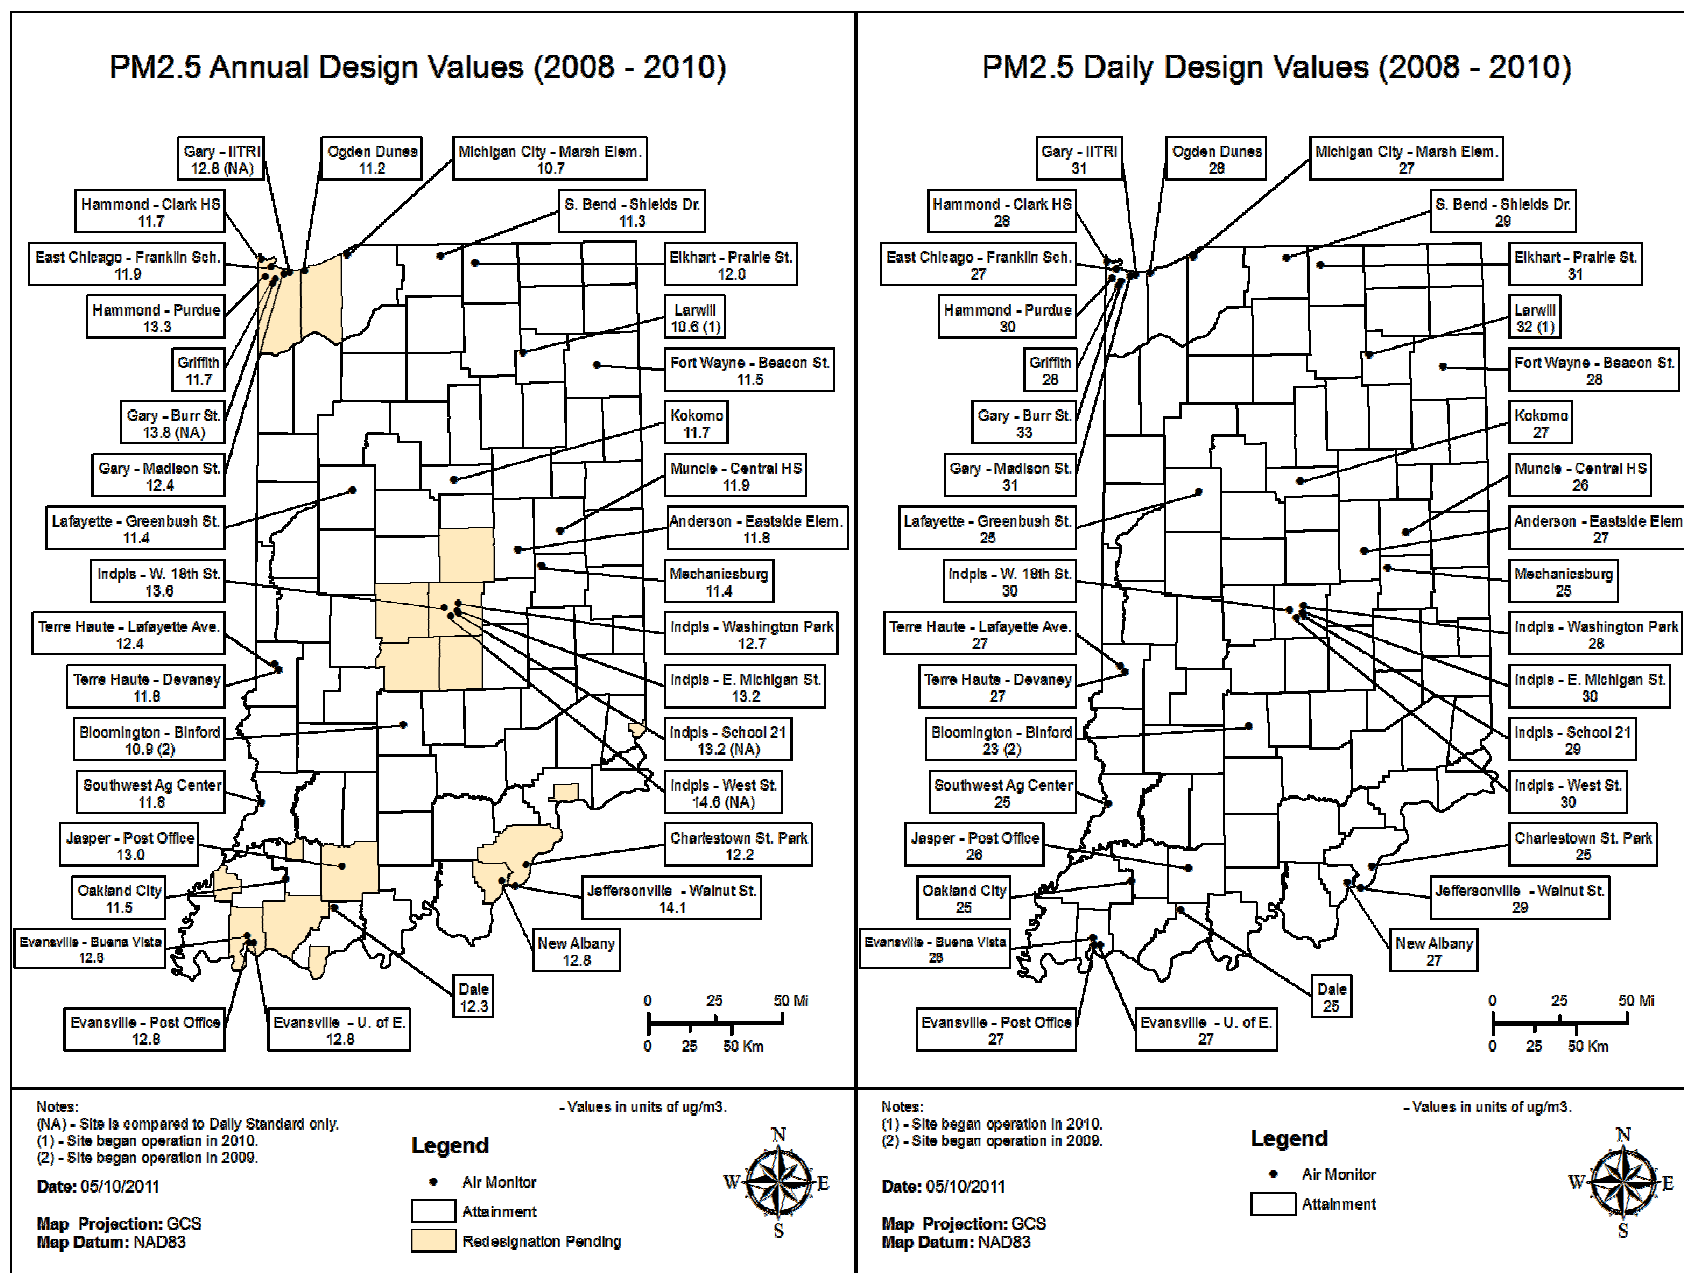 PM2.5 Annual Design Values (2008 - 2010)
Gary - IITRI
12.8 (NA)
Ogden Dunes
11.2
Michigan City - Marsh Elem.
10.7
Hammond - Clark HS
11.7
S. Bend - Shields Dr.
11.3
East Chicago - Franklin Sch.
11.9
Elkhart - Prairie St.
12.0
Hammond - Purdue
13.3
Larwill
10.6 (1)
Griffith
11.7
Fort Wayne - Beacon St.
11.5
Gary - Burr St.
13.8 (NA)
Kokomo
11.7
Gary - Madison St.
12.4
Muncie - Central HS
11.9
Lafayette - Greenbush St.
11.4
Anderson - Eastside Elem.
11.8
Indpls - W. 18th St.
13.6
Mechanicsburg
11.4
Terre Haute - Lafayette Ave.
12.4
Indpls - Washington Park
12.7
Terre Haute - Devaney
11.8
Indpls - E. Michigan St.
13.2
Bloomington - Binford
10.9 (2)
Indpls - School 21
13.2 (NA)
Southwest Ag Center
11.8
Indpls - West St.
14.6 (NA)
Jasper - Post Office
13.0
Charlestown St. Park
12.2
Oakland City
11.5
Jeffersonville - Walnut St.
14.1
Evansville - Buena Vista
New Albany
12.8
Dale
12.3
Evansville - Post Office
12.8
Evansville - U. of E.
12.8
0 25 50 Mi
0 25 50 Km
Notes:
(NA) - Site is compared to Daily Standard only.
(1) - Site began operation in 2010.
(2) - Site began operation in 2009.
Date: 05/10/2011
Map Projection: GCS
Map Datum: NAD83
- Values in units of ug/m3.
Legend
Air Monitor
Attainment
Redesignation Pending
N
W E
S
PM2.5 Daily Design Values (2008 - 2010)
Gary - IITRI
31
Ogden Dunes
28
Michigan City - Marsh Elem.
27
Hammond - Clark HS
28
S. Bend - Shields Dr.
29
East Chicago - Franklin Sch.
27
Elkhart - Prairie St.
31
Hammond - Purdue
30
Larwill
32 (1)
Griffith
28
Fort Wayne - Beacon St.
28
Gary - Burr St.
33
Kokomo
27
Gary - Madison St.
31
Muncie - Central HS
26
Lafayette - Greenbush St.
25
Anderson - Eastside Elem
27
Indpls - W. 18th St.
30
Mechanicsburg
25
Terre Haute - Lafayette Ave.
27
Indpls - Washington Park
28
Terre Haute - Devaney
27
Indpls - E. Michigan St.
30
Bloomington - Binford
23 (2)
Indpls - School 21
29
Southwest Ag Center
25
Indpls - West St.
30
Jasper - Post Office
26
Charlestown St. Park
25
Oakland City
25
Jeffersonville - Walnut St.
29
Evansville - Buena Vista
New Albany
27
Dale
25
Evansville - Post Office
27
Evansville - U. of E.
27
0 25 50 Mi
0 25 50 Km
Notes:
(1) - Site began operation in 2010.
(2) - Site began operation in 2009.
Date: 05/10/2011
Map Projection: GCS
Map Datum: NAD83
- Values in units of ug/m3.
Legend
Air Monitor
Attainment
N
W E
S